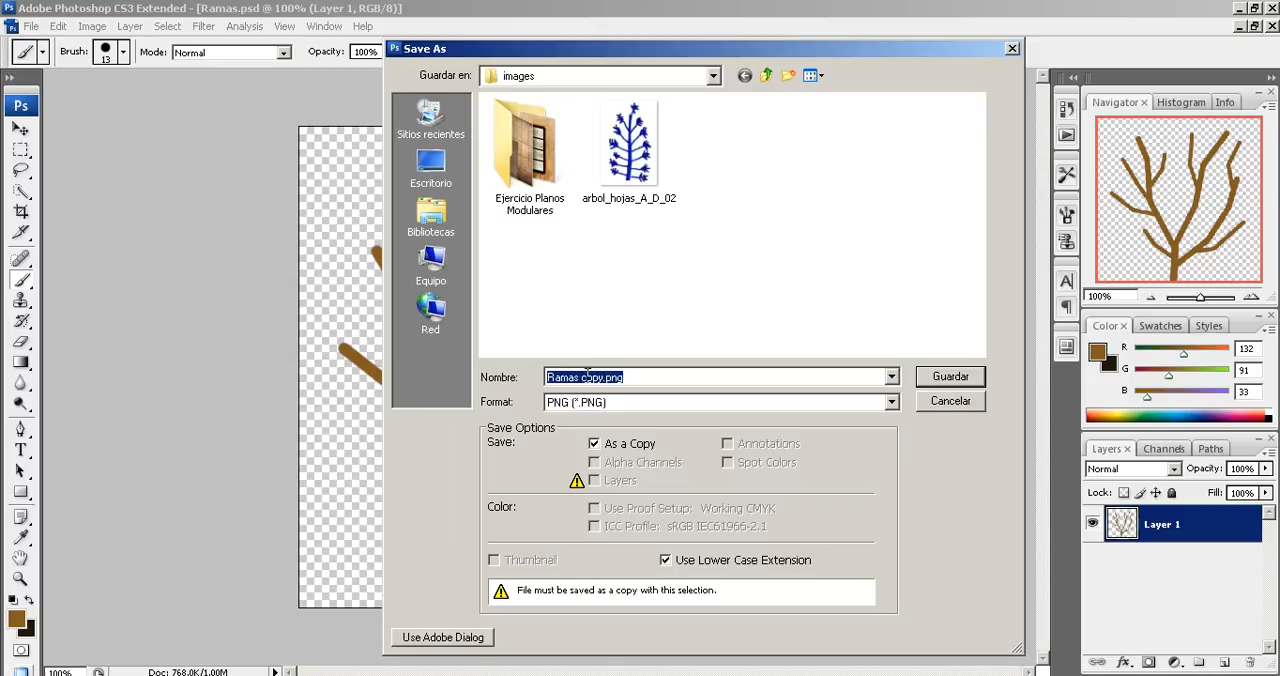 Ps Adobe Photoshop CS3 Extended - [Ramas.psd @ 100% (Layer 1, RGB/8)]
File Edit Image Layer Select Filter Analysis View Window Help
Brush: 13 Mode: Normal Opacity: 100%
Ps Save As
Guardar en: images
Sitios recientes
Escritorio
Bibliotecas
Equipo
Red
Ejercicio Planos
Modulares
arbol_hojas_A_D_02
Nombre: Ramas copy.png Guardar
Format: PNG (*.PNG) Cancelar
Save Options
Save: As a Copy Annotations
Alpha Channels Spot Colors
Layers
Color: Use Proof Setup: Working CMYK
ICC Profile: sRGB IEC61966-2.1
Thumbnail Use Lower Case Extension
File must be saved as a copy with this selection.
Use Adobe Dialog
Ps
T
100% Doc: 768.0K/1.00M
A
Navigator Histogram Info
100%
Color Swatches Styles
R 132
G 91
B 33
Layers Channels Paths
Normal Opacity: 100%
Lock: Fill: 100%
Layer 1
fx